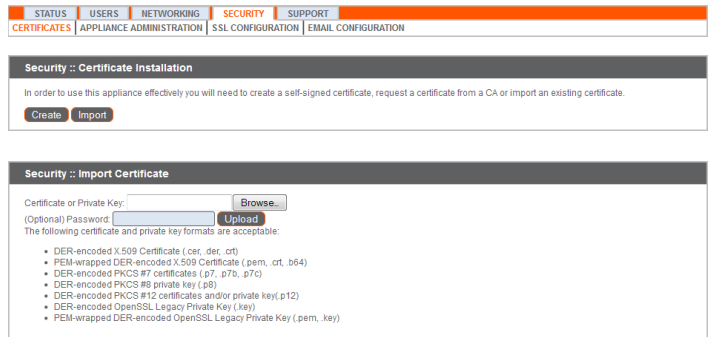 STATUS USERS NETWORKING SECURITY SUPPORT
CERTIFICATES APPLIANCE ADMINISTRATION SSL CONFIGURATION EMAIL CONFIGURATION
Security :: Certificate Installation
In order to use this appliance effectively you will need to create a self-signed certificate, request a certificate from a CA or import an existing certificate.
Create Import
Security :: Import Certificate
Certificate or Private Key: Browse..
(Optional) Password: Upload
The following certificate and private key formats are acceptable:
• DER-encoded X.509 Certificate (.cer, .der, .crt)
• PEM-wrapped DER-encoded X.509 Certificate (.pem, .crt, .b64)
• DER-encoded PKCS #7 certificates (.p7, .p7b, .p7c)
• DER-encoded PKCS #8 private key (.p8)
• DER-encoded PKCS #12 certificates and/or private key(.p12)
• DER-encoded OpenSSL Legacy Private Key (.key)
• PEM-wrapped DER-encoded OpenSSL Legacy Private Key (.pem, .key)